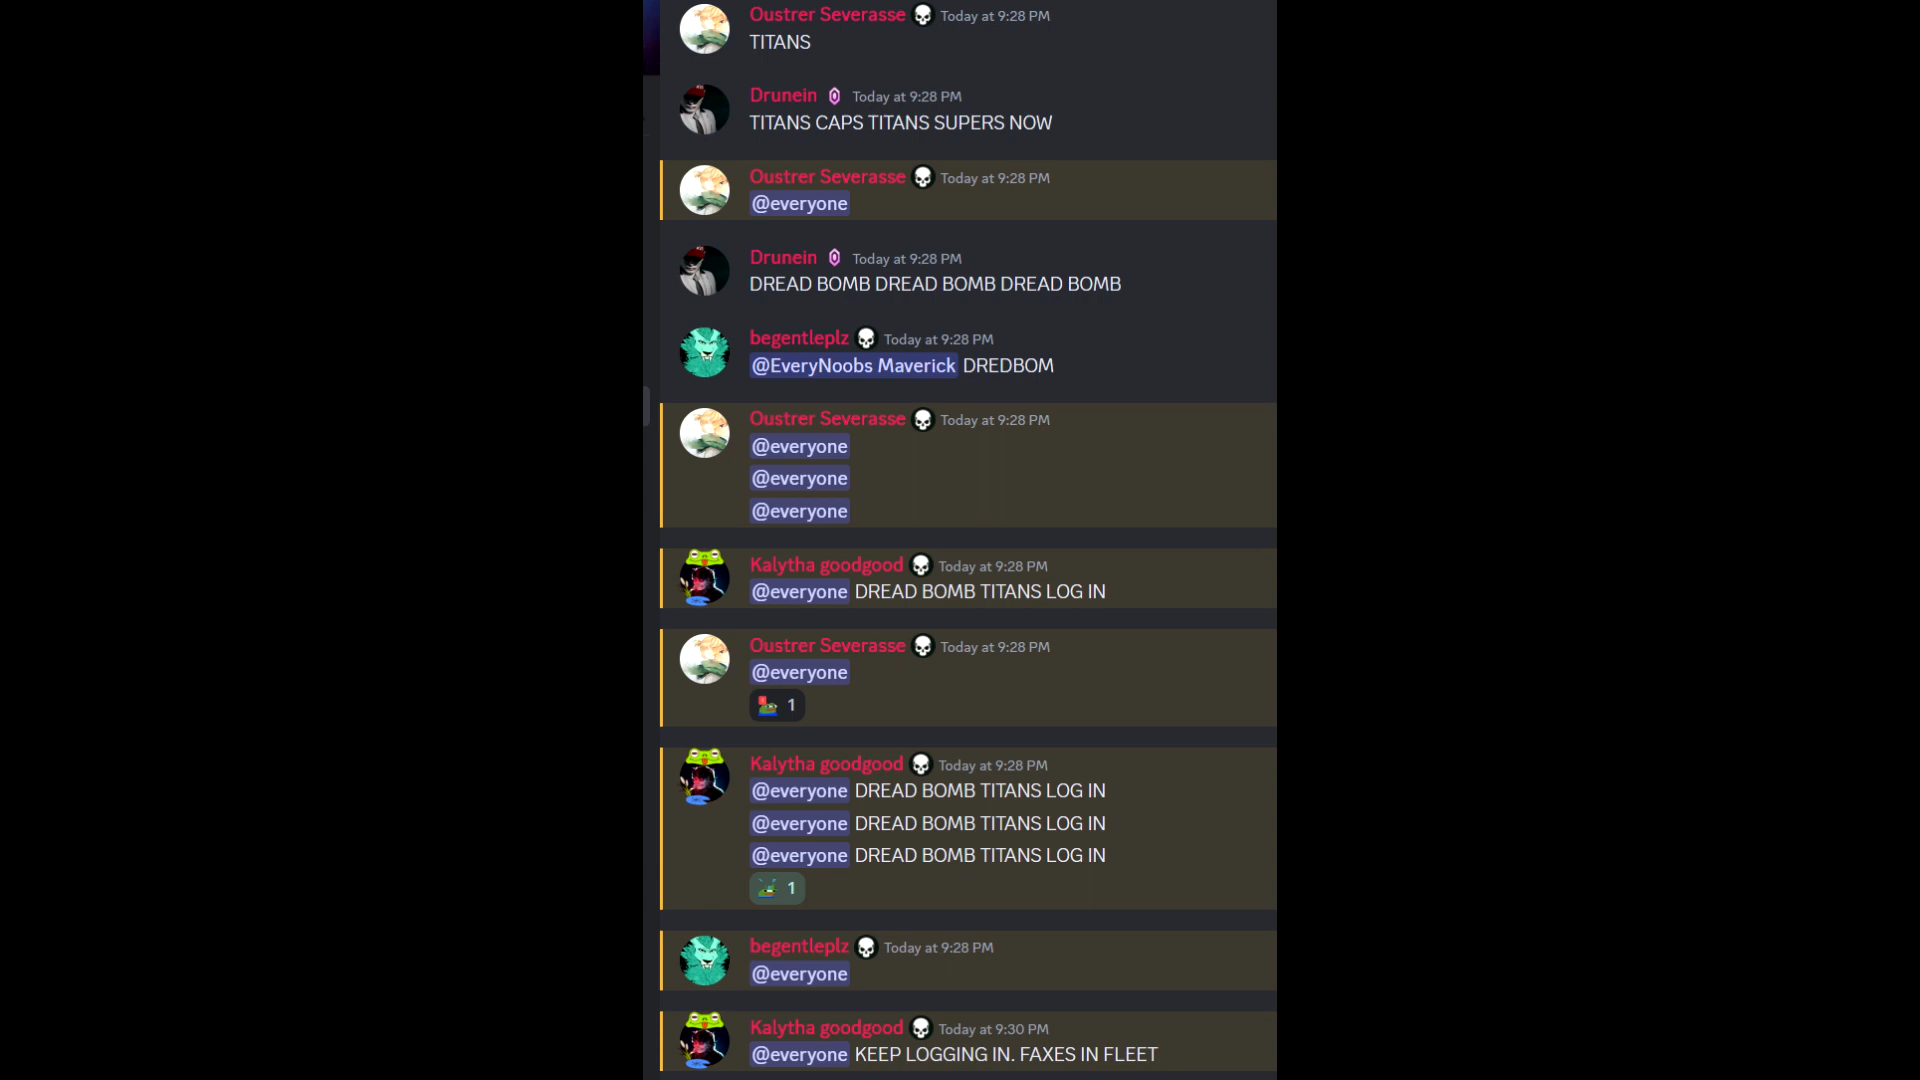 Oustrer Severasse Today at 9:28 PM
TITANS
Drunein Today at 9:28 PM
TITANS CAPS TITANS SUPERS NOW
Oustrer Severasse Today at 9:28 PM
@everyone
Drunein Today at 9:28 PM
DREAD BOMB DREAD BOMB DREAD BOMB
begentleplz Today at 9:28 PM
@EveryNoobs Maverick DREDBOM
Oustrer Severasse Today at 9:28 PM
@everyone
@everyone
@everyone
Kalytha goodgood Today at 9:28 PM
@everyone DREAD BOMB TITANS LOG IN
Oustrer Severasse Today at 9:28 PM
@everyone
1
Kalytha goodgood Today at 9:28 PM
@everyone DREAD BOMB TITANS LOG IN
@everyone DREAD BOMB TITANS LOG IN
@everyone DREAD BOMB TITANS LOG IN
1
begentleplz Today at 9:28 PM
@everyone
Kalytha goodgood Today at 9:30 PM
@everyone KEEP LOGGING IN. FAXES IN FLEET